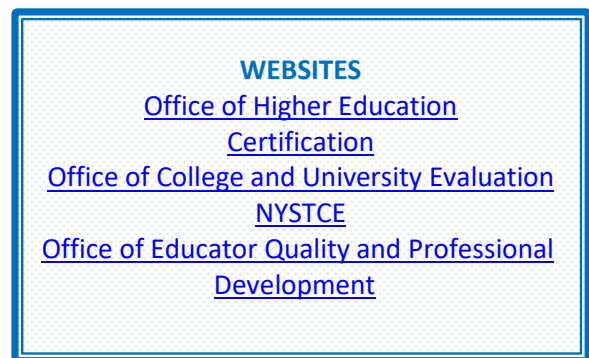 WEBSITES
Office of Higher Education
Certification
Office of College and University Evaluation
NYSTCE
Office of Educator Quality and Professional
Development